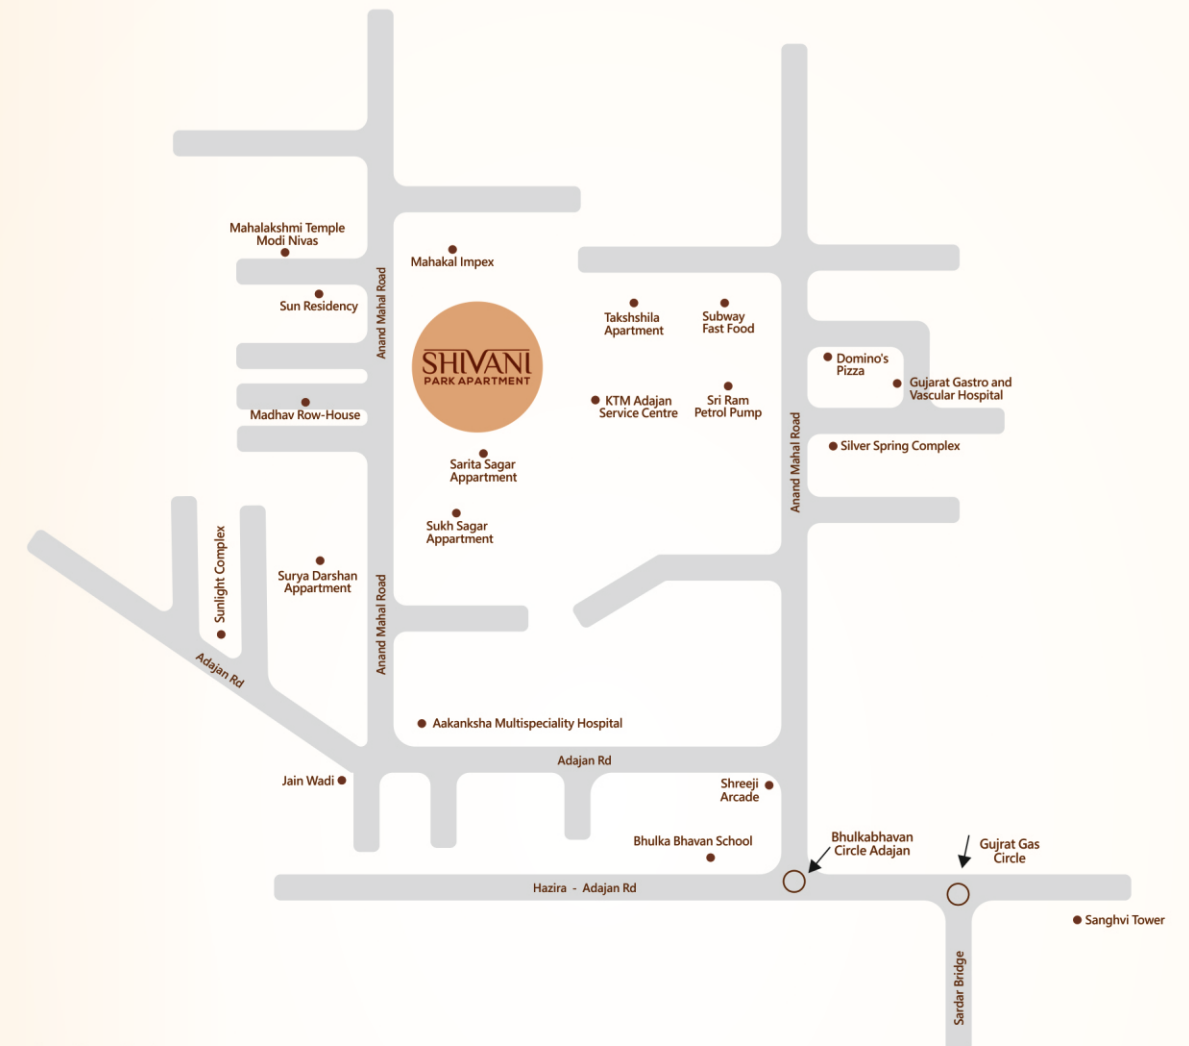 Mahalakshmi Temple
Modi Nivas
Mahakal Impex
Sun Residency
Anand Mahal Road
SHIVANI
PARK APARTMENT
Takshshila
Apartment
Subway
Fast Food
Domino's
Pizza
Gujarat Gastro and
Vascular Hospital
KTM Adajan
Service Centre
Sri Ram
Petrol Pump
Madhav Row-House
Anand Mahal Road
Silver Spring Complex
Sarita Sagar
Appartment
Sukh Sagar
Appartment
Sunlight Complex
Surya Darshan
Appartment
Anand Mahal Road
Adajan Rd
Aakanksha Multispeciality Hospital
Adajan Rd
Jain Wadi
Shreeji
Arcade
Bhulka Bhavan School
Bhulkabhavan
Circle Adajan
Gujrat Gas
Circle
Hazira - Adajan Rd
Sanghvi Tower
Sardar Bridge